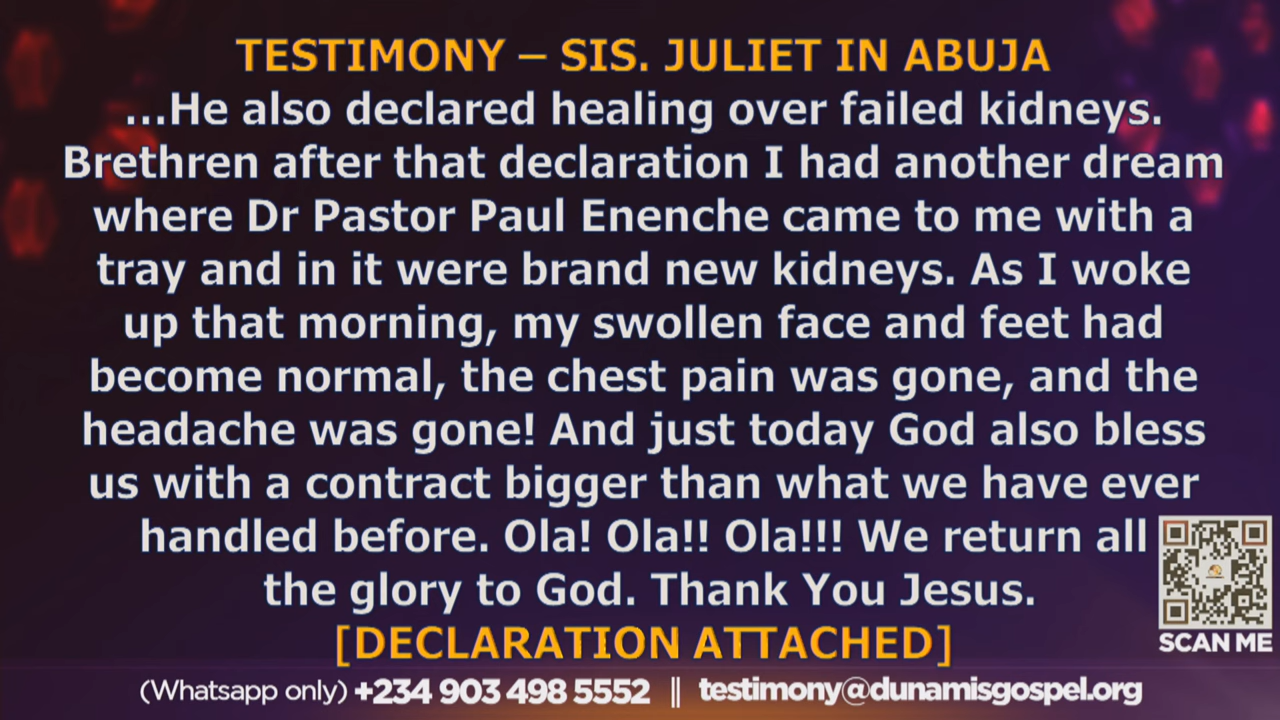 TESTIMONY – SIS. JULIET IN ABUJA
...He also declared healing over failed kidneys.
Brethren after that declaration I had another dream
where Dr Pastor Paul Enenche came to me with a
tray and in it were brand new kidneys. As I woke
up that morning, my swollen face and feet had
become normal, the chest pain was gone, and the
headache was gone! And just today God also bless
us with a contract bigger than what we have ever
handled before. Ola! Ola!! Ola!!! We return all
the glory to God. Thank You Jesus.
[DECLARATION ATTACHED]
SCAN ME
(Whatsapp only) +234 903 498 5552 || testimony@dunamisgospel.org